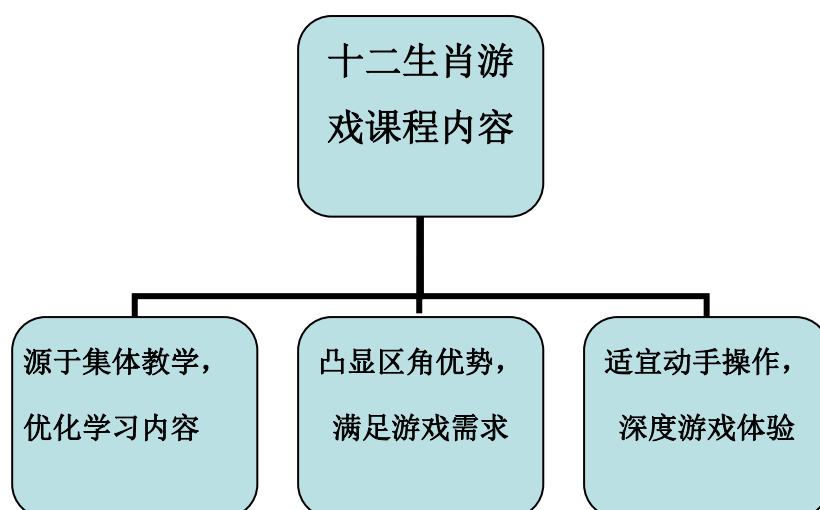 十二生肖游
戏课程内容
源于集体教学，
优化学习内容
凸显区角优势，
满足游戏需求
适宜动手操作，
深度游戏体验